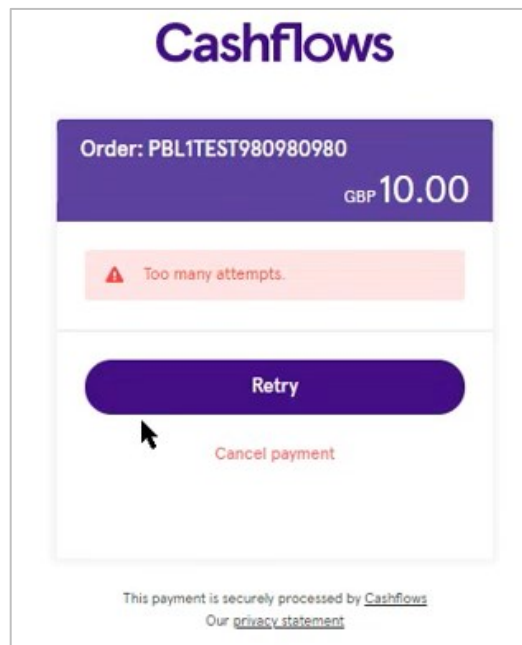 Cashflows
Order: PBL1TEST980980980
GBP 10.00
Too many attempts.
Retry
Cancel payment
This payment is securely processed by Cashflows
Our privacy statement